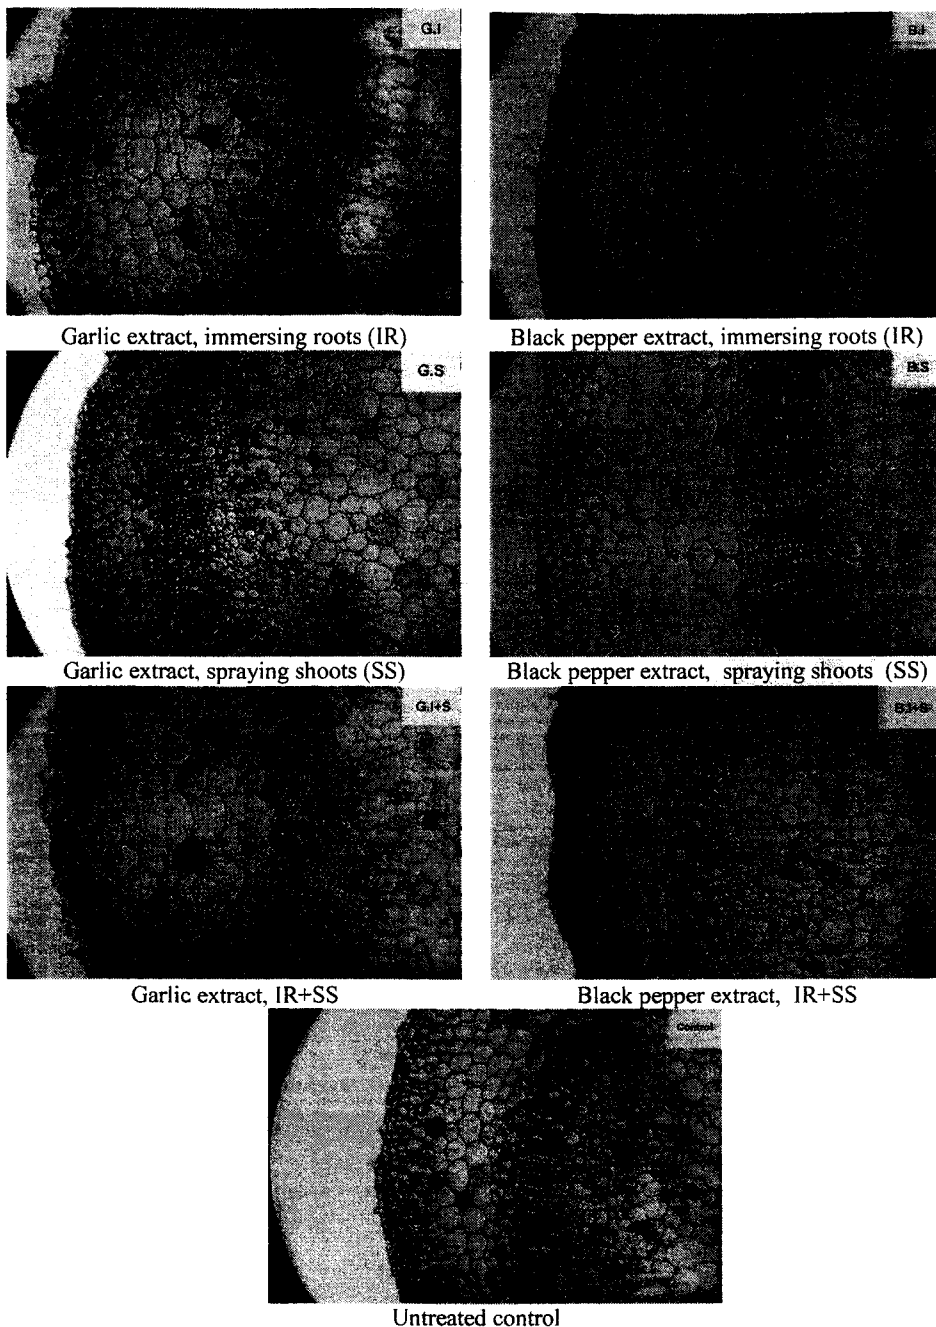 G.I
B.I
Garlic extract, immersing roots (IR)
Black pepper extract, immersing roots (IR)
G.S
B.S
Garlic extract, spraying shoots (SS)
Black pepper extract, spraying shoots (SS)
G.I+S
B.I+S
Garlic extract, IR+SS
Black pepper extract, IR+SS
Control
Untreated control